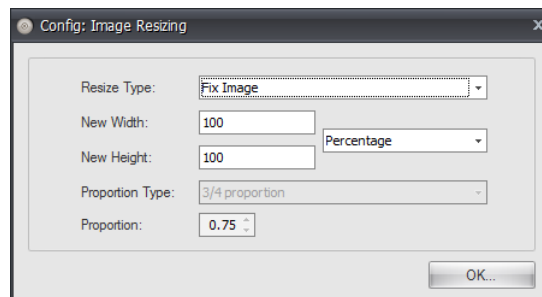 Config: Image Resizing
x
Resize Type:
Fix Image
New Width:
100
Percentage
New Height:
100
Proportion Type:
3/4 proportion
Proportion:
0.75
OK...